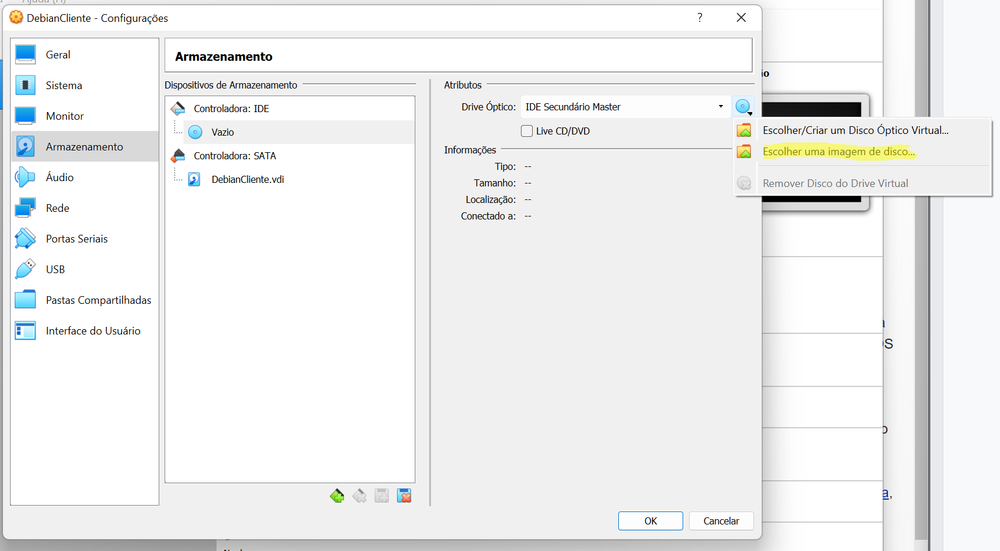 Ajuda (H)
DebianCliente - Configurações
?
Geral
Sistema
Monitor
Armazenamento
Áudio
Rede
Portas Seriais
USB
Pastas Compartilhadas
Interface do Usuário
Armazenamento
Dispositivos de Armazenamento
Controladora: IDE
Vazio
Controladora: SATA
DebianCliente.vdi
Atributos
Drive Óptico: IDE Secundário Master
Live CD/DVD
Informações
Tipo: --
Tamanho: --
Localização: --
Conectado a: --
Escolher/Criar um Disco Óptico Virtual...
Escolher uma imagem de disco...
Remover Disco do Drive Virtual
OK
Cancelar